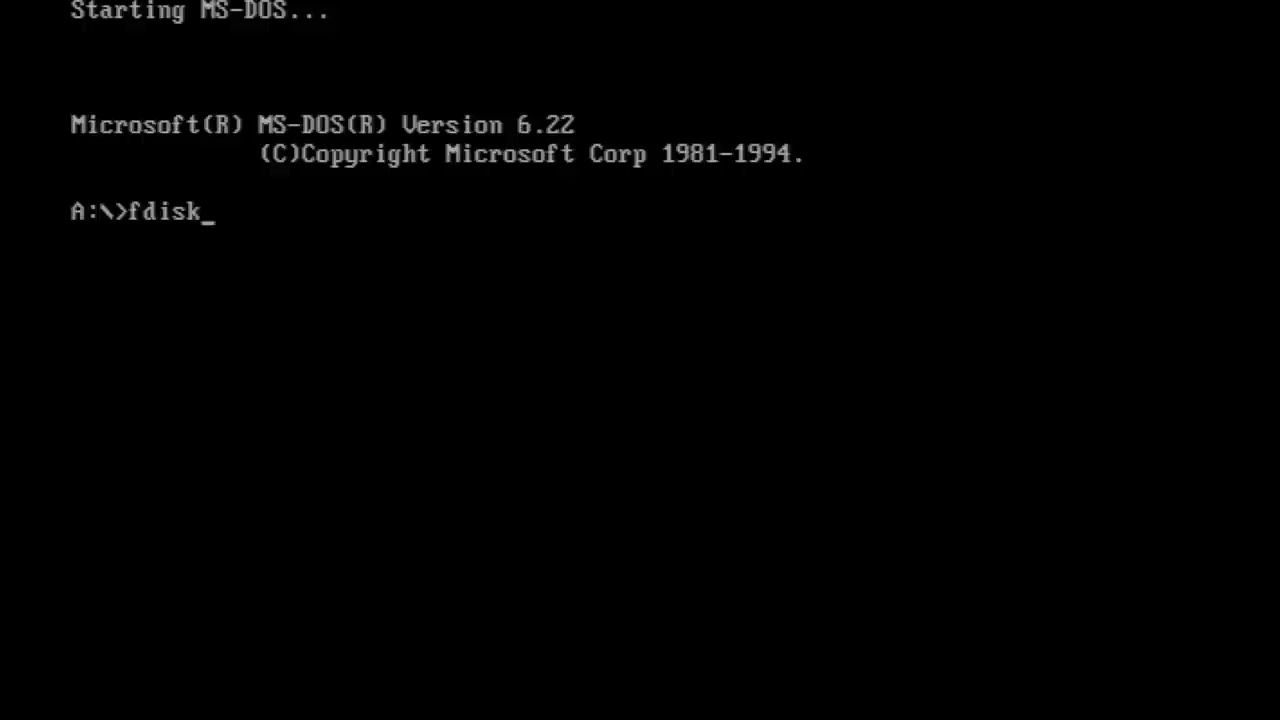 Starting MS-DOS...
Microsoft(R) MS-DOS(R) Version 6.22
(C)Copyright Microsoft Corp 1981-1994.
A:\>fdisk_